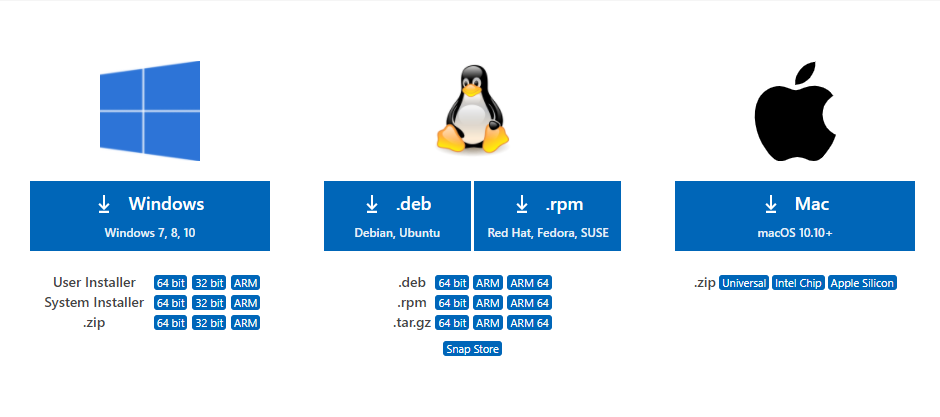 Windows
Windows 7, 8, 10
User Installer 64 bit 32 bit ARM
System Installer 64 bit 32 bit ARM
.zip 64 bit 32 bit ARM
.deb
Debian, Ubuntu
.rpm
Red Hat, Fedora, SUSE
.deb 64 bit ARM ARM 64
.rpm 64 bit ARM ARM 64
.tar.gz 64 bit ARM ARM 64
Snap Store
Mac
macOS 10.10+
.zip Universal Intel Chip Apple Silicon